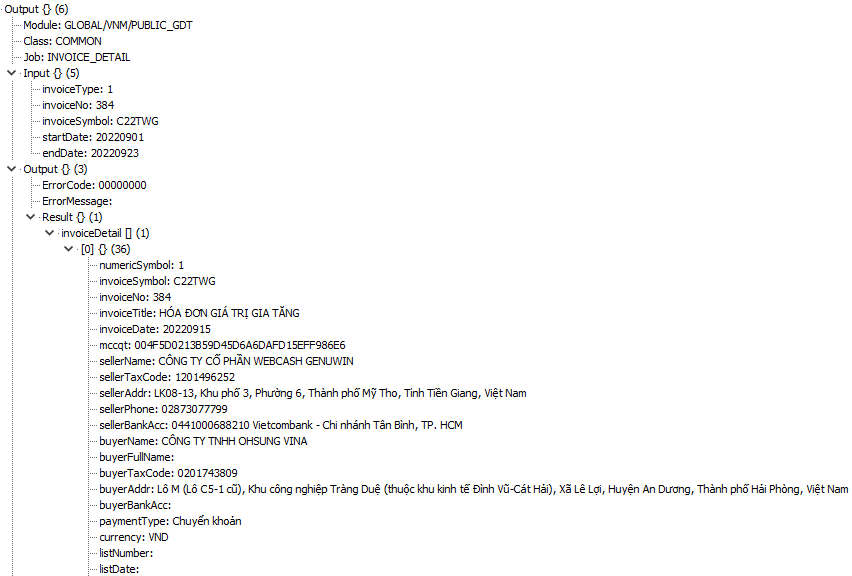 Output {} (6)
Module: GLOBAL/VNM/PUBLIC_GDT
Class: COMMON
Job: INVOICE_DETAIL
Input {} (5)
invoiceType: 1
invoiceNo: 384
invoiceSymbol: C22TWG
startDate: 20220901
endDate: 20220923
Output {} (3)
ErrorCode: 00000000
ErrorMessage:
Result {} (1)
invoiceDetail [] (1)
[0] {} (36)
numericSymbol: 1
invoiceSymbol: C22TWG
invoiceNo: 384
invoiceTitle: HÓA ĐƠN GIÁ TRỊ GIA TĂNG
invoiceDate: 20220915
mccqt: 004F5D0213B59D45D6A6DAFD15EFF986E6
sellerName: CÔNG TY CỔ PHẦN WEBCASH GENUWIN
sellerTaxCode: 1201496252
sellerAddr: LK08-13, Khu phố 3, Phường 6, Thành phố Mỹ Tho, Tỉnh Tiền Giang, Việt Nam
sellerPhone: 02873077799
sellerBankAcc: 0441000688210 Vietcombank - Chi nhánh Tân Bình, TP. HCM
buyerName: CÔNG TY TNHH OHSUNG VINA
buyerFullName:
buyerTaxCode: 0201743809
buyerAddr: Lô M (Lô C5-1 cũ), Khu công nghiệp Tràng Duệ (thuộc khu kinh tế Đình Vũ-Cát Hải), Xã Lê Lợi, Huyện An Dương, Thành phố Hải Phòng, Việt Nam
buyerBankAcc:
paymentType: Chuyển khoản
currency: VND
listNumber:
listDate: